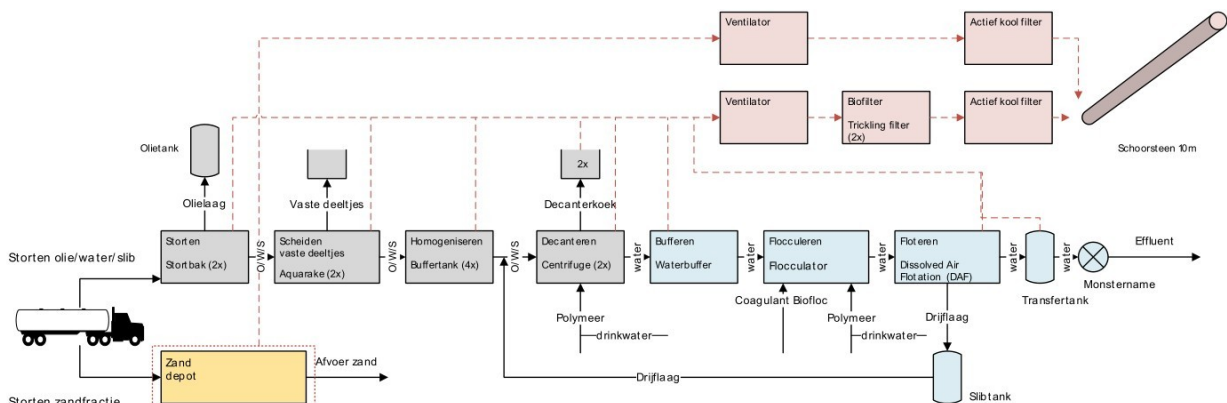 Ventilator
Actief kool filter
Ventilator
Biofilter
Trickling filter
(2x)
Actief kool filter
Schoorsteen 10m
Olietank
2x
Olielaag
Vaste deeltjes
Decanterkoek
Storten olie/water/slib
Storten
Stortbak (2x)
O/W/S
Scheiden
vaste deeltjes
Aquarake (2x)
O/W/S
Homogeniseren
Buffertank (4x)
O/W/S
Decanteren
Centrifuge (2x)
water
Bufferen
Waterbuffer
water
Flocculeren
Flocculator
water
Floteren
Dissolved Air
Flotation (DAF)
water
Transfertank
water
Monstername
Effluent
Polymeer
drinkwater
Coagulant Biofloc
Polymeer
drinkwater
Drijflaag
Zand
depot
Afvoer zand
Drijflaag
Slibtank
Storten zandfractie